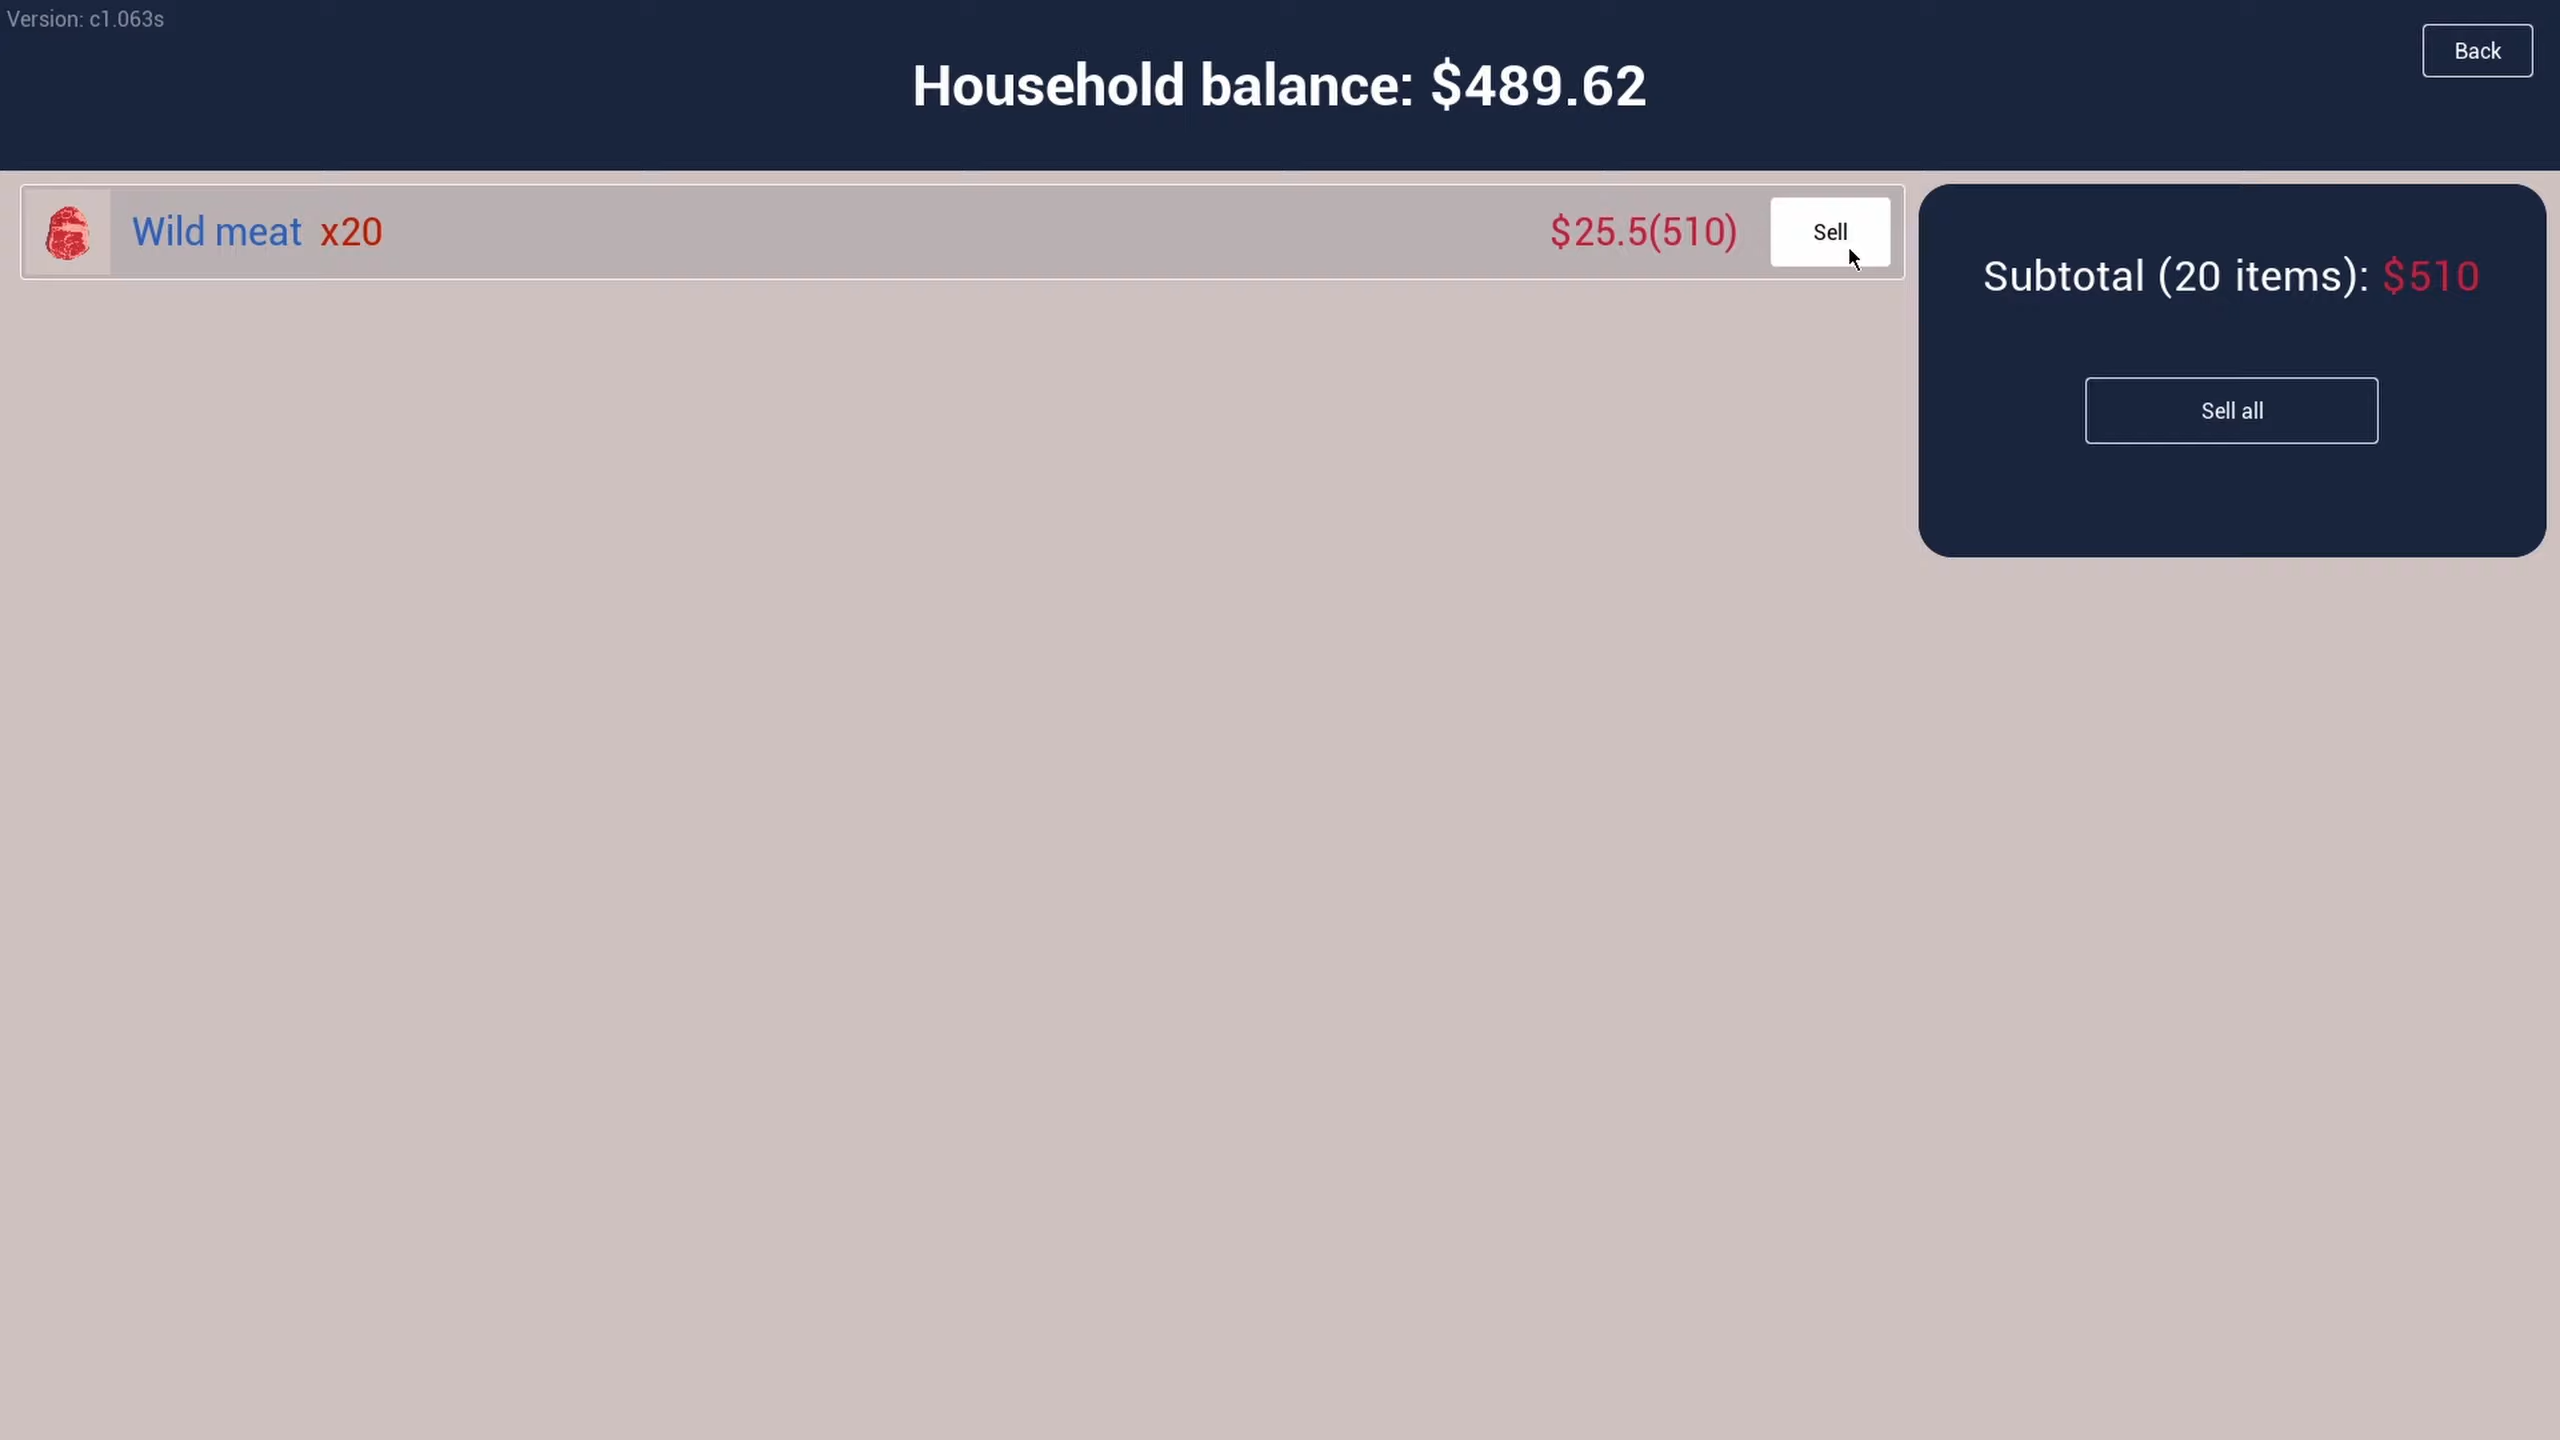 Version: c1.063s
Back
Household balance: $489.62
Wild meat x20 $25.5(510) Sell
Subtotal (20 items): $510
Sell all